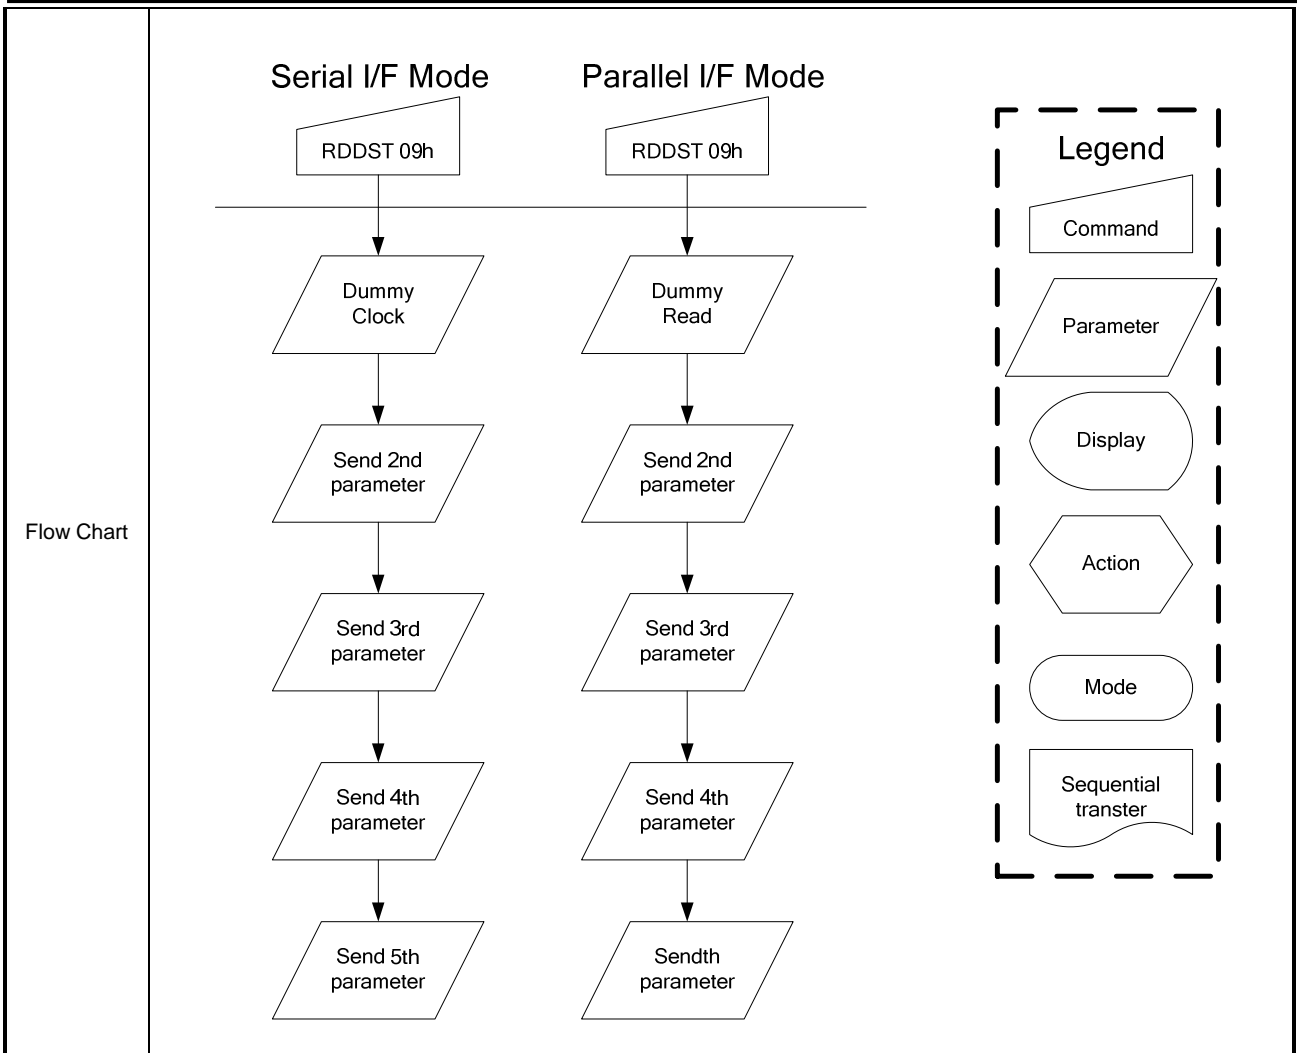 Flow Chart
Serial I/F Mode
RDDST 09h
Dummy
Clock
Send 2nd
parameter
Send 3rd
parameter
Send 4th
parameter
Send 5th
parameter
Parallel I/F Mode
RDDST 09h
Dummy
Read
Send 2nd
parameter
Send 3rd
parameter
Send 4th
parameter
Sendth
parameter
Legend
Command
Parameter
Display
Action
Mode
Sequential
transter